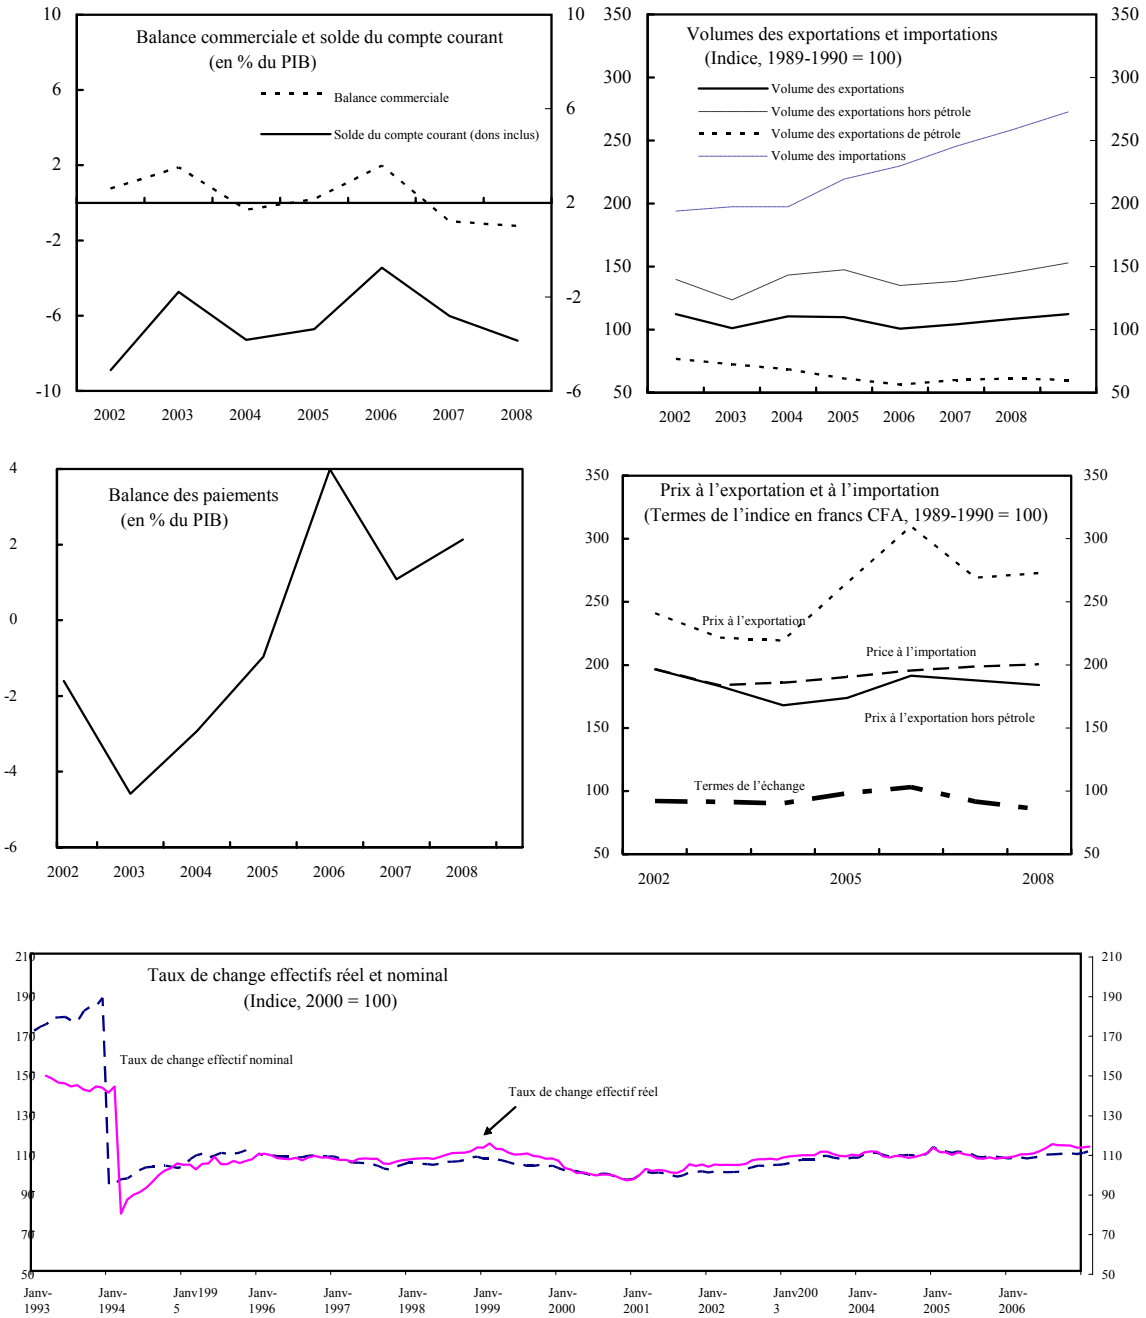 Balance commerciale et solde du compte courant
(en % du PIB)
Balance commerciale
Solde du compte courant (dons inclus)
10
6
2
-2
-6
-10
10
6
2
-2
-6
2002 2003 2004 2005 2006 2007 2008
Volumes des exportations et importations
(Indice, 1989-1990 = 100)
Volume des exportations
Volume des exportations hors pétrole
Volume des exportations de pétrole
Volume des importations
350
300
250
200
150
100
50
350
300
250
200
150
100
50
2002 2003 2004 2005 2006 2007 2008
Balance des paiements
(en % du PIB)
4
2
0
-2
-4
-6
2002 2003 2004 2005 2006 2007 2008
Prix à l’exportation et à l’importation
(Termes de l’indice en francs CFA, 1989-1990 = 100)
Prix à l’exportation
Price à l’importation
Prix à l’exportation hors pétrole
Termes de l’échange
350
300
250
200
150
100
50
350
300
250
200
150
100
50
2002 2005 2008
Taux de change effectifs réel et nominal
(Indice, 2000 = 100)
Taux de change effectif nominal
Taux de change effectif réel
210
190
170
150
130
110
90
70
50
210
190
170
150
130
110
90
70
50
Janv- Janv- Janv199 Janv- Janv- Janv- Janv- Janv- Janv- Janv- Janv200 Janv- Janv- Janv-
1993 1994 5 1996 1997 1998 1999 2000 2001 2002 3 2004 2005 2006